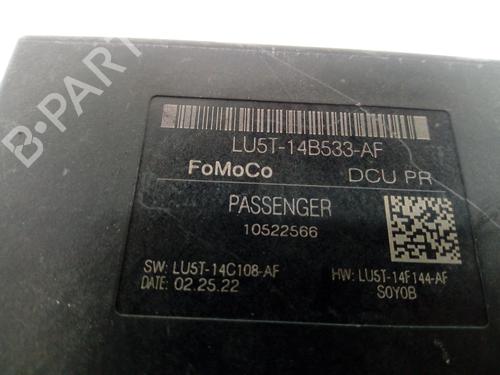 B-PARTS
LU5T-14B533-AF
FoMoCo DCU PR
PASSENGER
10522566
SW: LU5T-14C108-AF HW: LU5T-14F144-AF
DATE: 02.25.22 S0Y0B